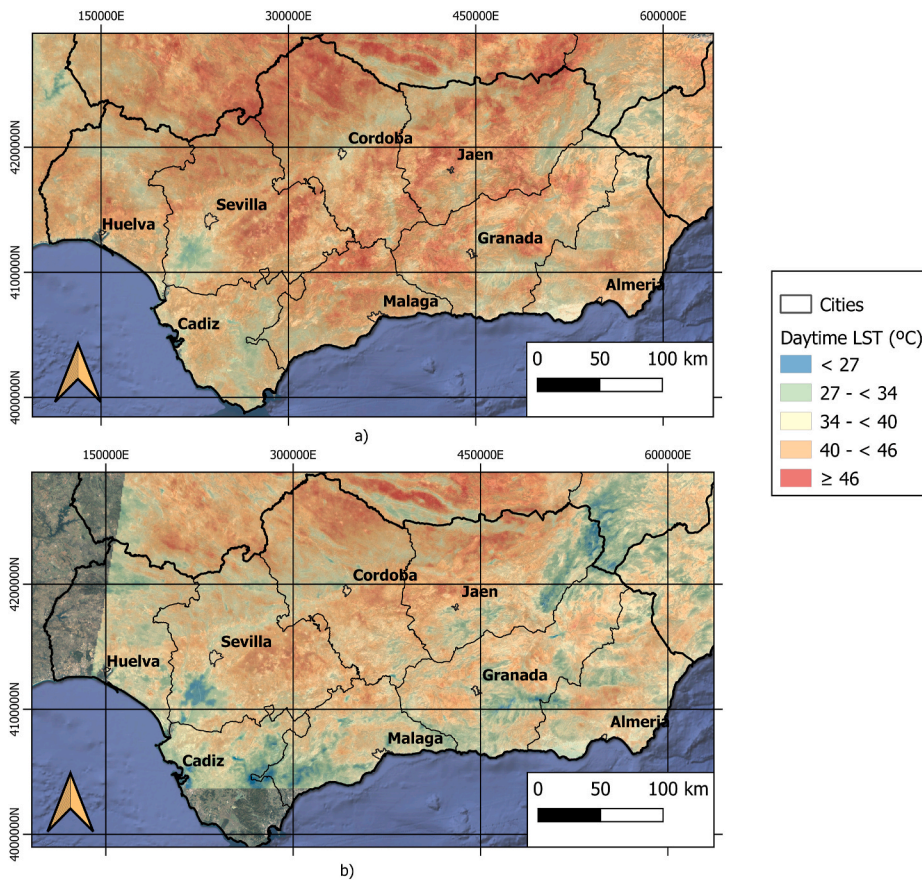 150000E 300000E 450000E 600000E
4200000N
4100000N
4000000N
Cordoba
Jaen
Sevilla
Huelva
Granada
Almeria
Malaga
Cadiz
0 50 100 km
a)
Cities
Daytime LST (ºC)
< 27
27 - < 34
34 - < 40
40 - < 46
≥ 46
150000E 300000E 450000E 600000E
4200000N
4100000N
4000000N
Cordoba
Jaen
Sevilla
Huelva
Granada
Almeria
Malaga
Cadiz
0 50 100 km
b)